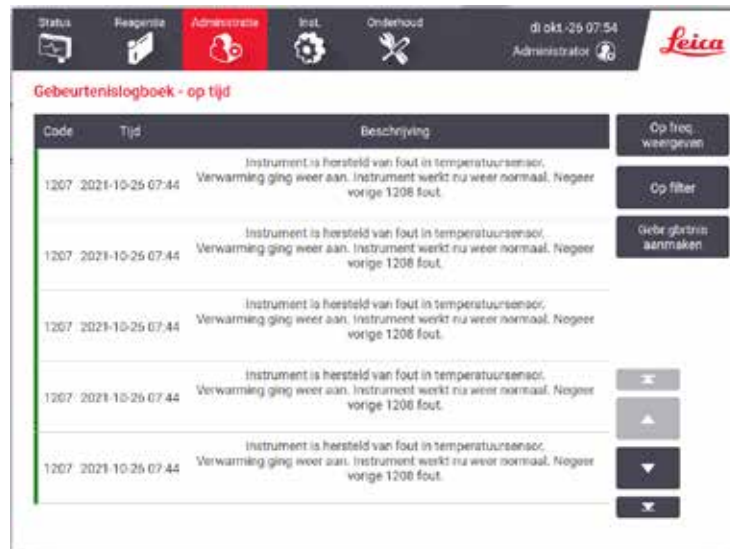 Status Reagentia Administratie Inst. Onderhoud di okt.-26 07:54
Administrator
Leica
Gebeurtenislogboek - op tijd
Code Tijd Beschrijving
Op freq. weergeven
Op filter
Gebr gbrtnis aanmaken
Instrument is hersteld van fout in temperatuursensor.
1207 2021-10-26 07:44 Verwarming ging weer aan. Instrument werkt nu weer normaal. Negeer
vorige 1208 fout.
Instrument is hersteld van fout in temperatuursensor.
1207 2021-10-26 07:44 Verwarming ging weer aan. Instrument werkt nu weer normaal. Negeer
vorige 1208 fout.
Instrument is hersteld van fout in temperatuursensor.
1207 2021-10-26 07:44 Verwarming ging weer aan. Instrument werkt nu weer normaal. Negeer
vorige 1208 fout.
Instrument is hersteld van fout in temperatuursensor.
1207 2021-10-26 07:44 Verwarming ging weer aan. Instrument werkt nu weer normaal. Negeer
vorige 1208 fout.
Instrument is hersteld van fout in temperatuursensor.
1207 2021-10-26 07:44 Verwarming ging weer aan. Instrument werkt nu weer normaal. Negeer
vorige 1208 fout.